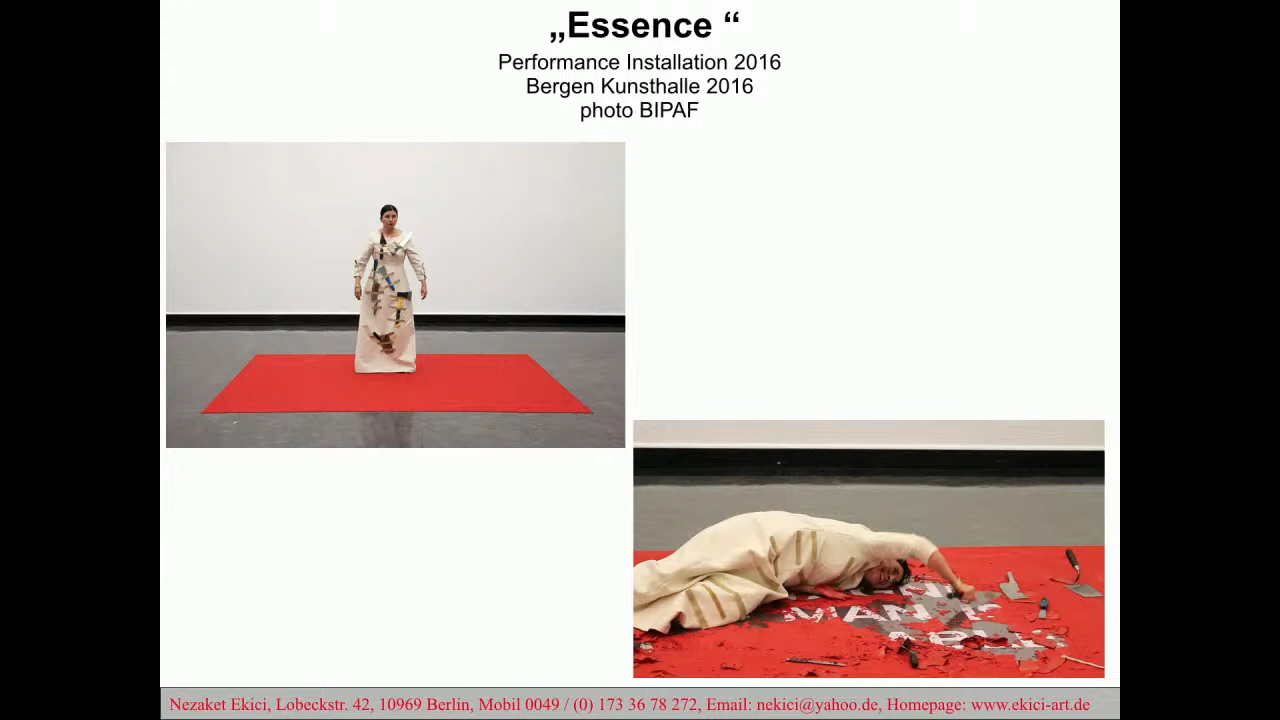 „Essence “
Performance Installation 2016
Bergen Kunsthalle 2016
photo BIPAF
MANY
Nezaket Ekici, Lobeckstr. 42, 10969 Berlin, Mobil 0049 / (0) 173 36 78 272, Email: nekici@yahoo.de, Homepage: www.ekici-art.de